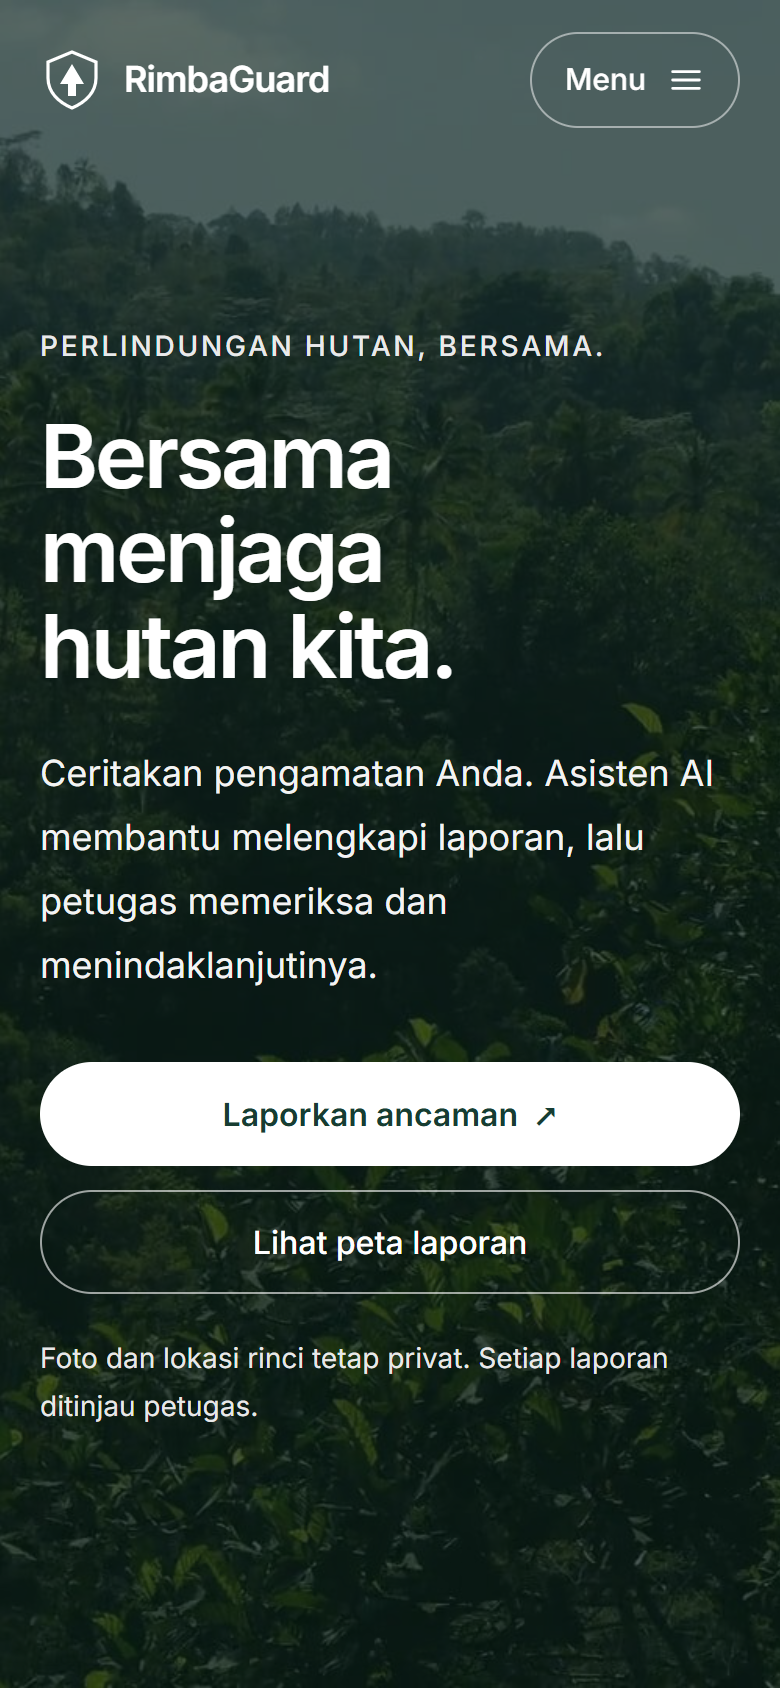 RimbaGuard
Menu
PERLINDUNGAN HUTAN, BERSAMA.
Bersama
menjaga
hutan kita.
Ceritakan pengamatan Anda. Asisten AI
membantu melengkapi laporan, lalu
petugas memeriksa dan
menindaklanjutinya.
Laporkan ancaman ↗
Lihat peta laporan
Foto dan lokasi rinci tetap privat. Setiap laporan
ditinjau petugas.